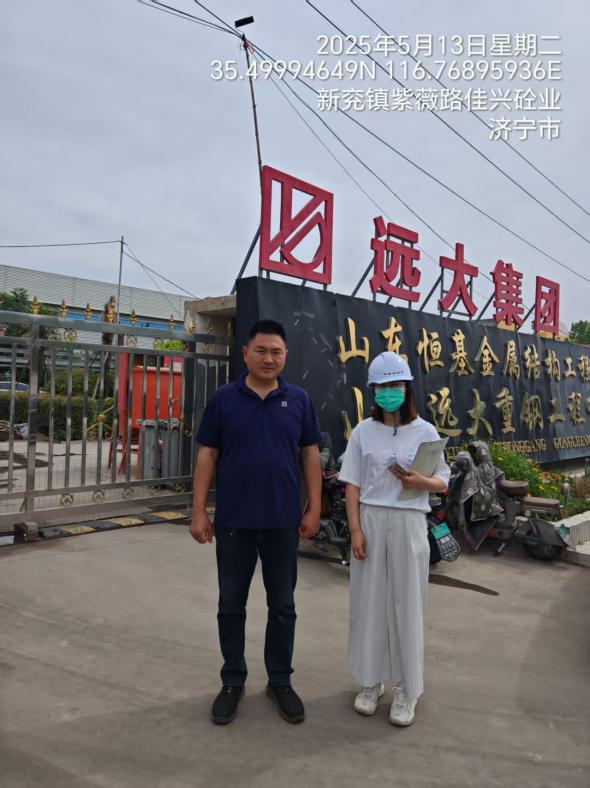 2025年5月13日星期二
35.49994649N 116.76895936E
新兖镇紫薇路佳兴砼业
济宁市
远大集团
山东恒基金属结构工程
山 远大重钢工程
GONGCHENG